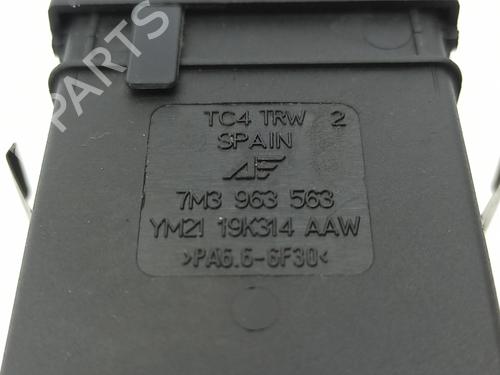 PARTS
TC4 TRW 2
SPAIN
7M3 963 563
YM21 19K314 AAW
>PA6.6-GF30<